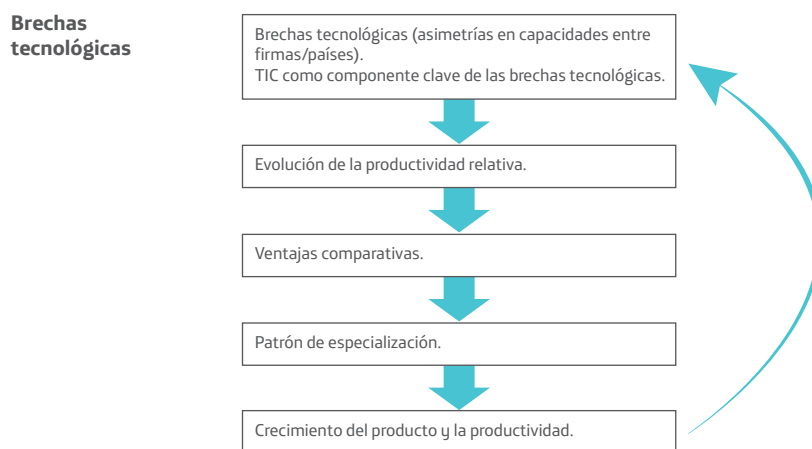 Brechas
tecnológicas
Brechas tecnológicas (asimetrías en capacidades entre
firmas/países).
TIC como componente clave de las brechas tecnológicas.
Evolución de la productividad relativa.
Ventajas comparativas.
Patrón de especialización.
Crecimiento del producto y la productividad.